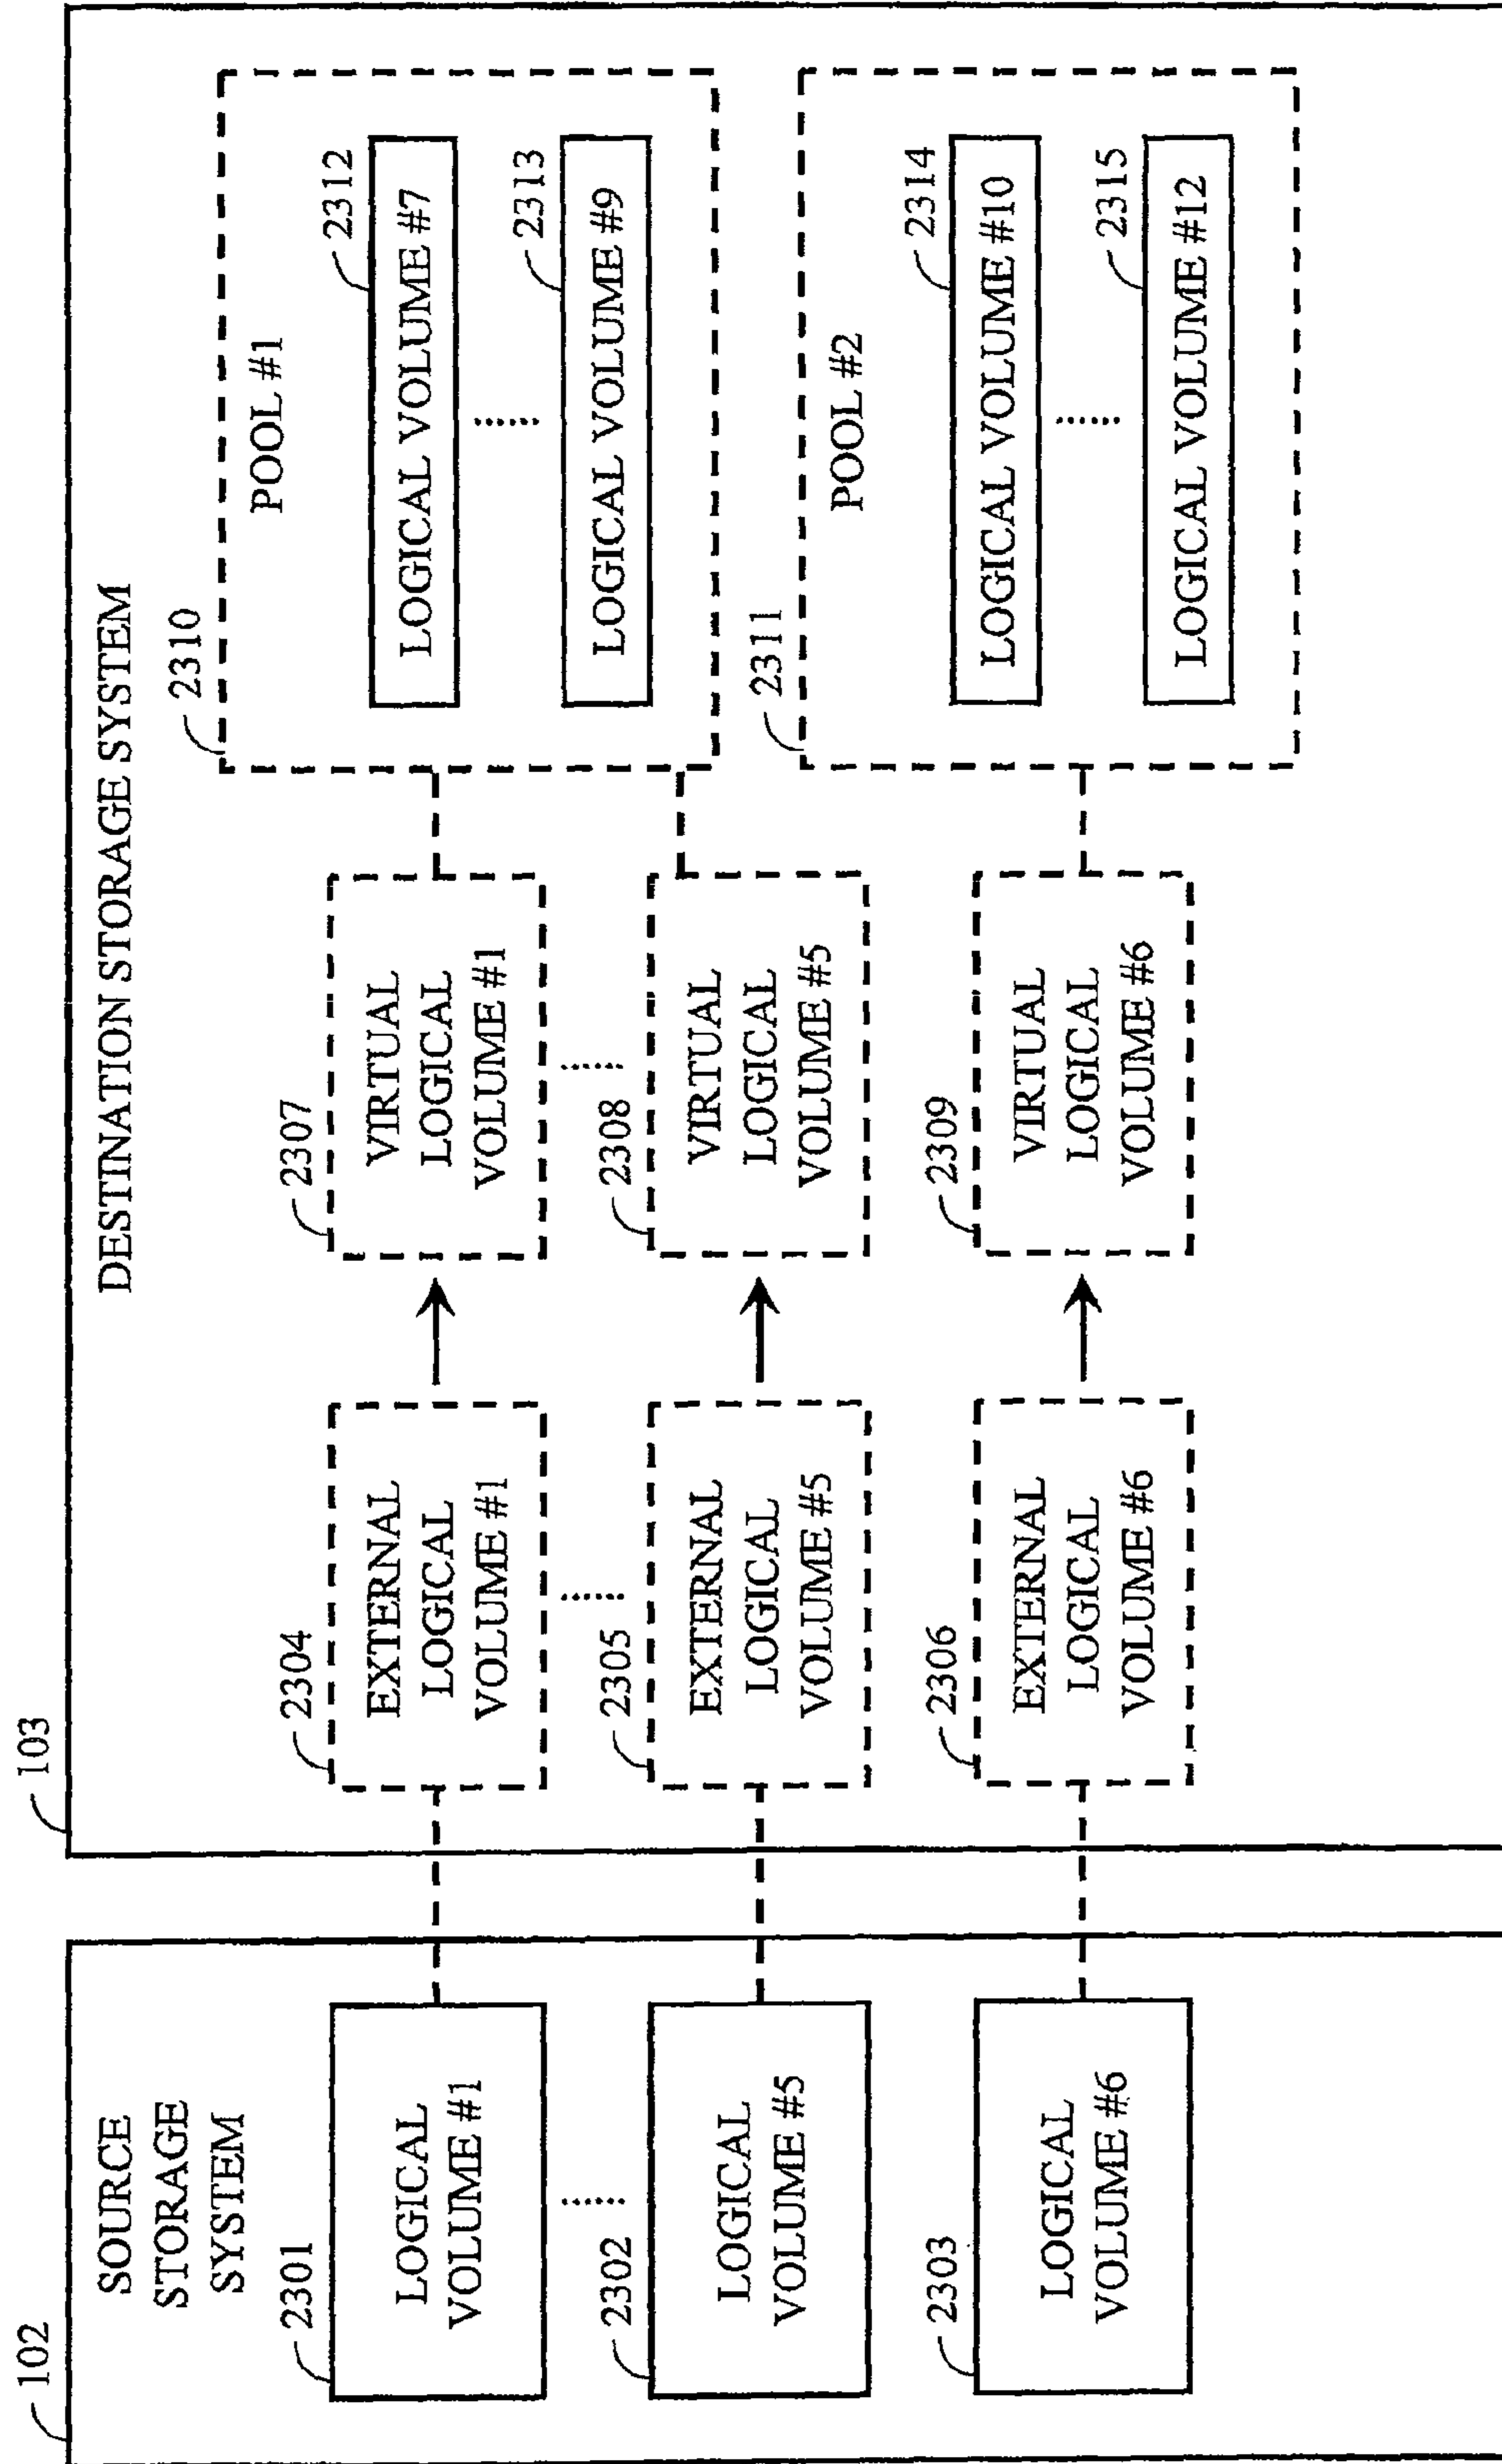 102
SOURCE
STORAGE
SYSTEM
2301
LOGICAL
VOLUME #1
2302
LOGICAL
VOLUME #5
2303
LOGICAL
VOLUME #6
103
DESTINATION STORAGE SYSTEM
2304
EXTERNAL
LOGICAL
VOLUME #1
2305
EXTERNAL
LOGICAL
VOLUME #5
2306
EXTERNAL
LOGICAL
VOLUME #6
2307
VIRTUAL
LOGICAL
VOLUME #1
2308
VIRTUAL
LOGICAL
VOLUME #5
2309
VIRTUAL
LOGICAL
VOLUME #6
2310
POOL #1
2312
LOGICAL VOLUME #7
2313
LOGICAL VOLUME #9
2311
POOL #2
2314
LOGICAL VOLUME #10
2315
LOGICAL VOLUME #12